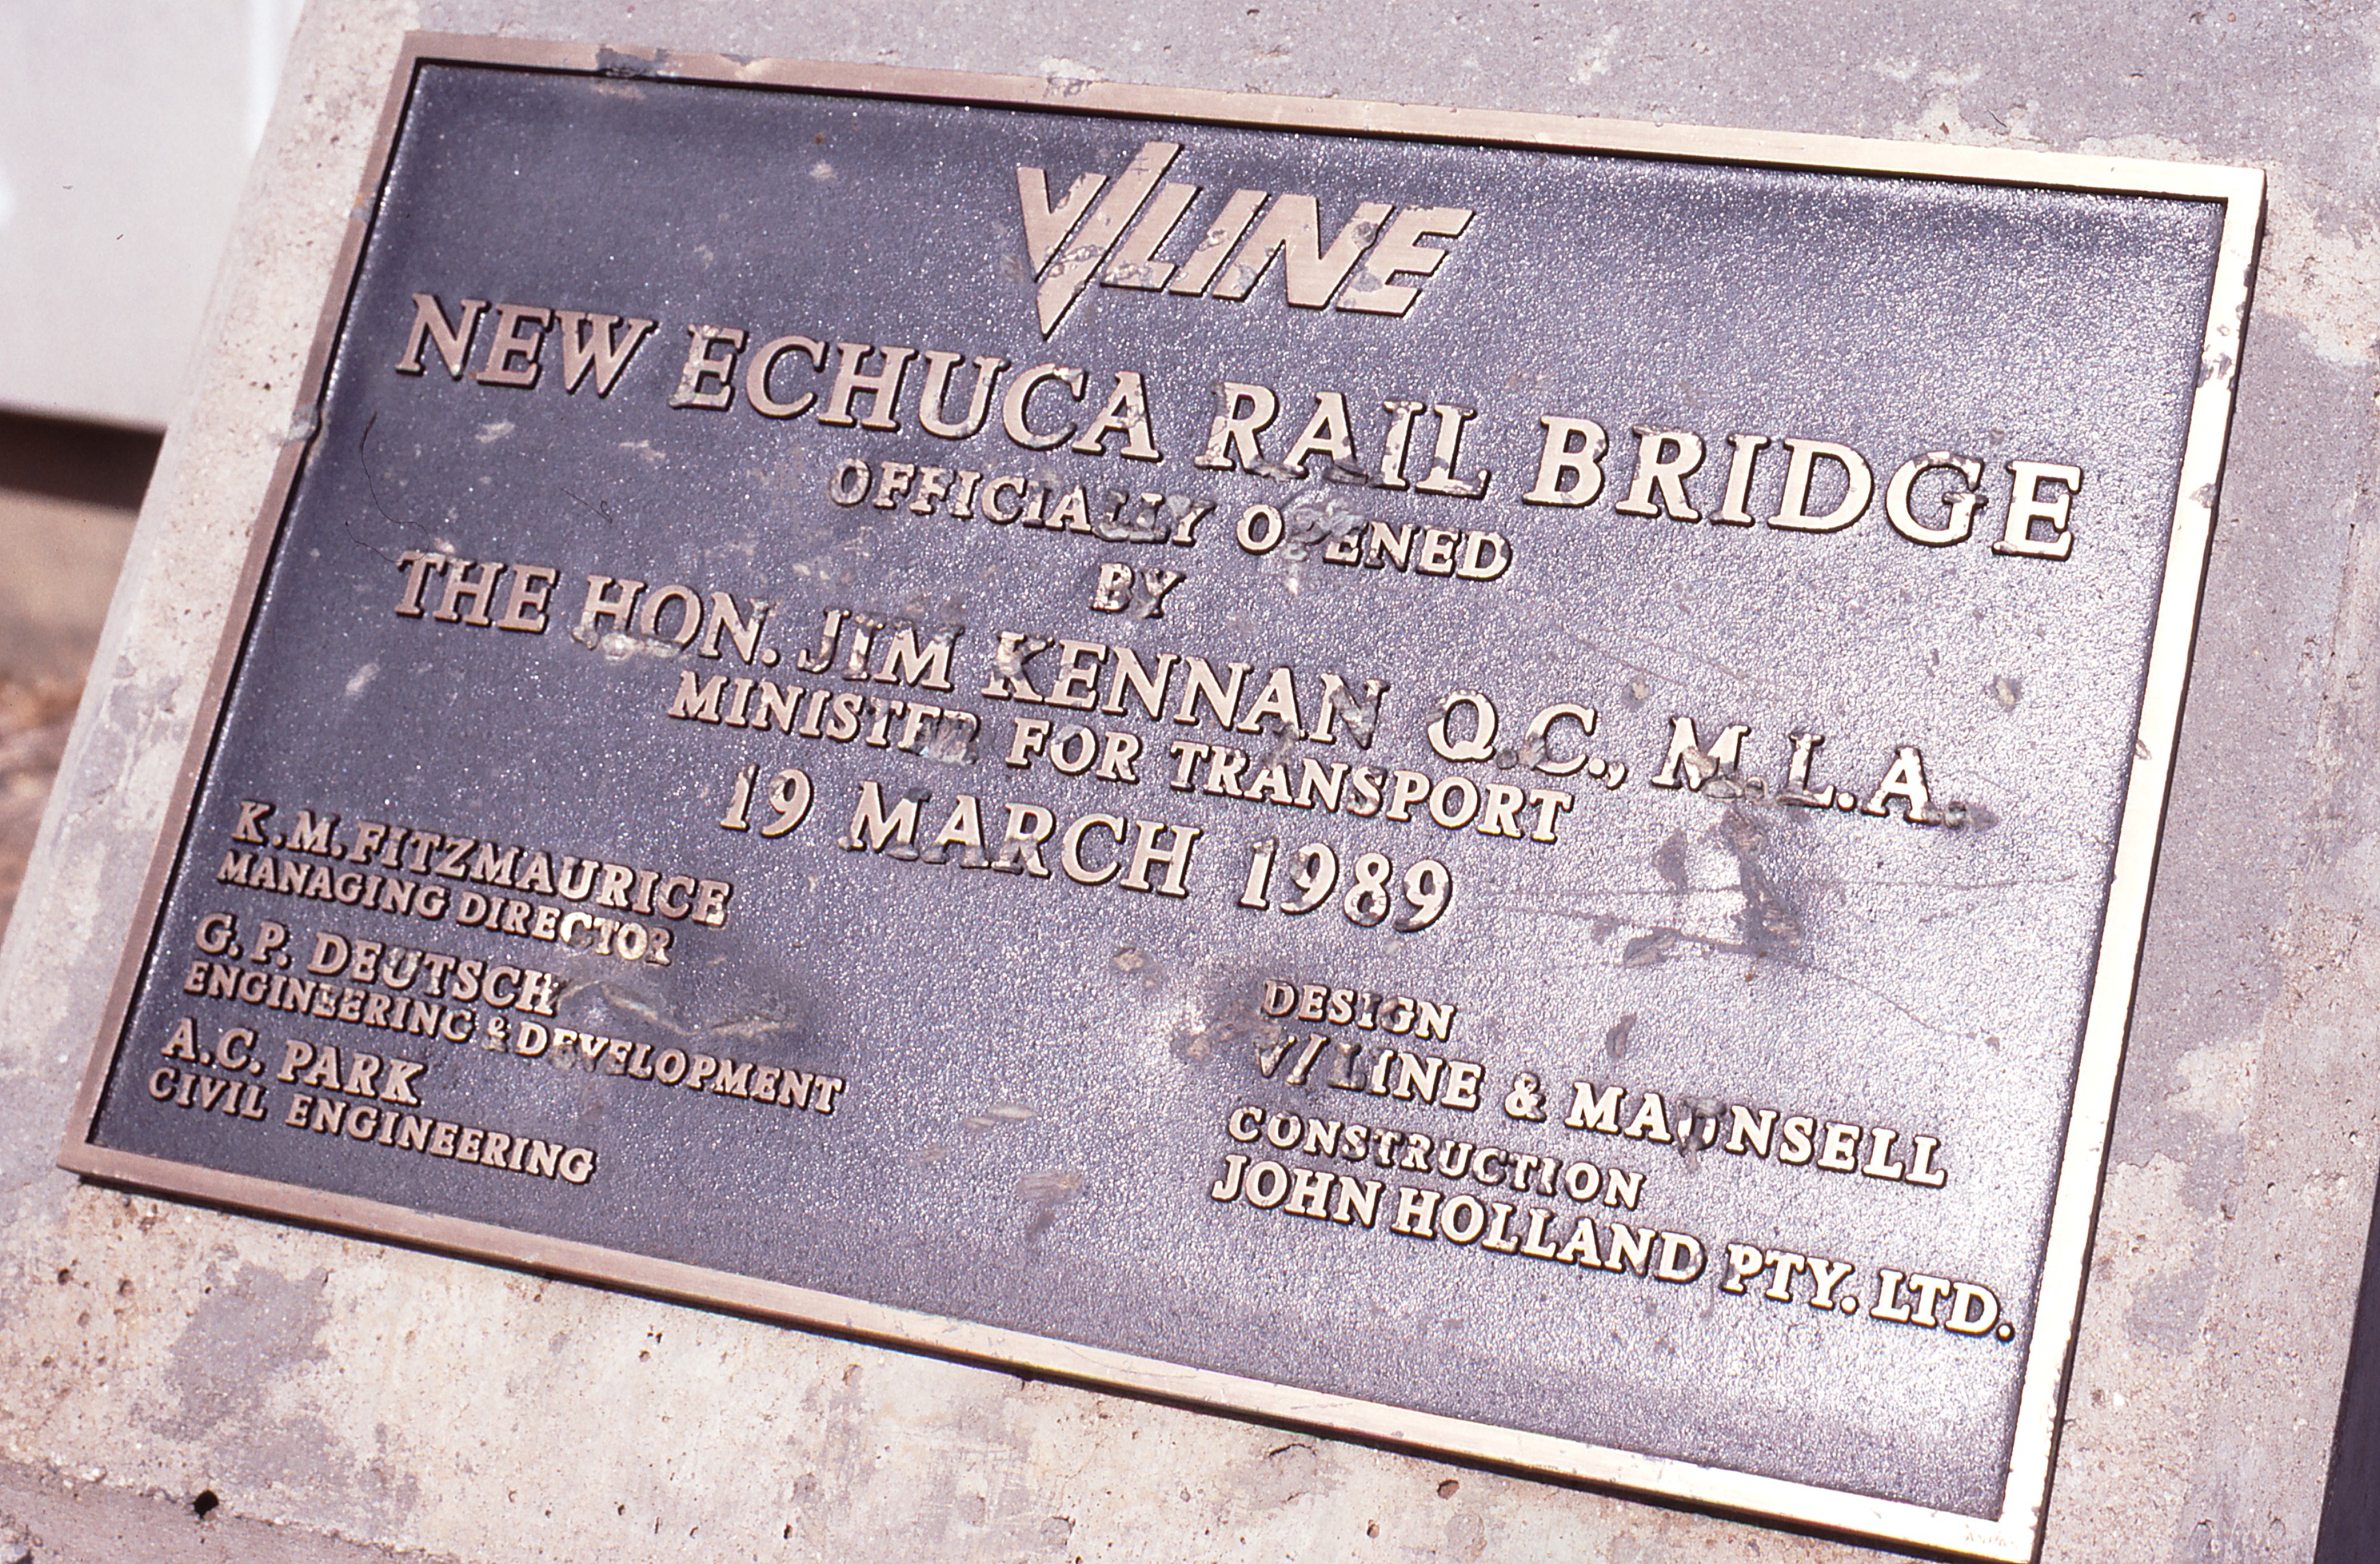 V/LINE
NEW ECHUCA RAIL BRIDGE
OFFICIALLY OPENED
BY
THE HON. JIM KENNAN Q.C., M.L.A.
MINISTER FOR TRANSPORT
19 MARCH 1989
K.M. FITZMAURICE
MANAGING DIRECTOR
G. P. DEUTSCH
ENGINEERING & DEVELOPMENT
A.C. PARK
CIVIL ENGINEERING
DESIGN
V/LINE & MAUNSELL
CONSTRUCTION
JOHN HOLLAND PTY. LTD.